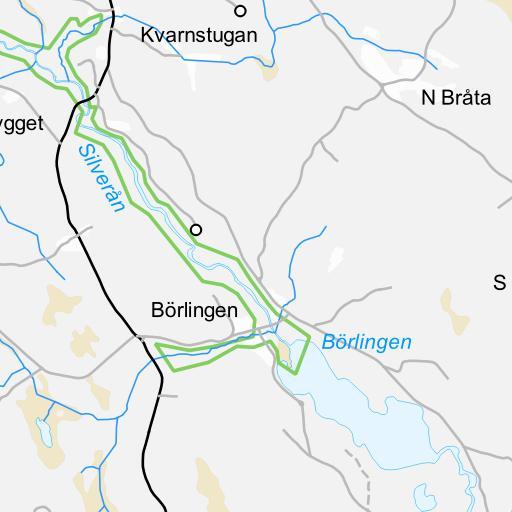 Kvarnstugan
N Bråta
ygget
Silverån
S
Börlingen
Börlingen